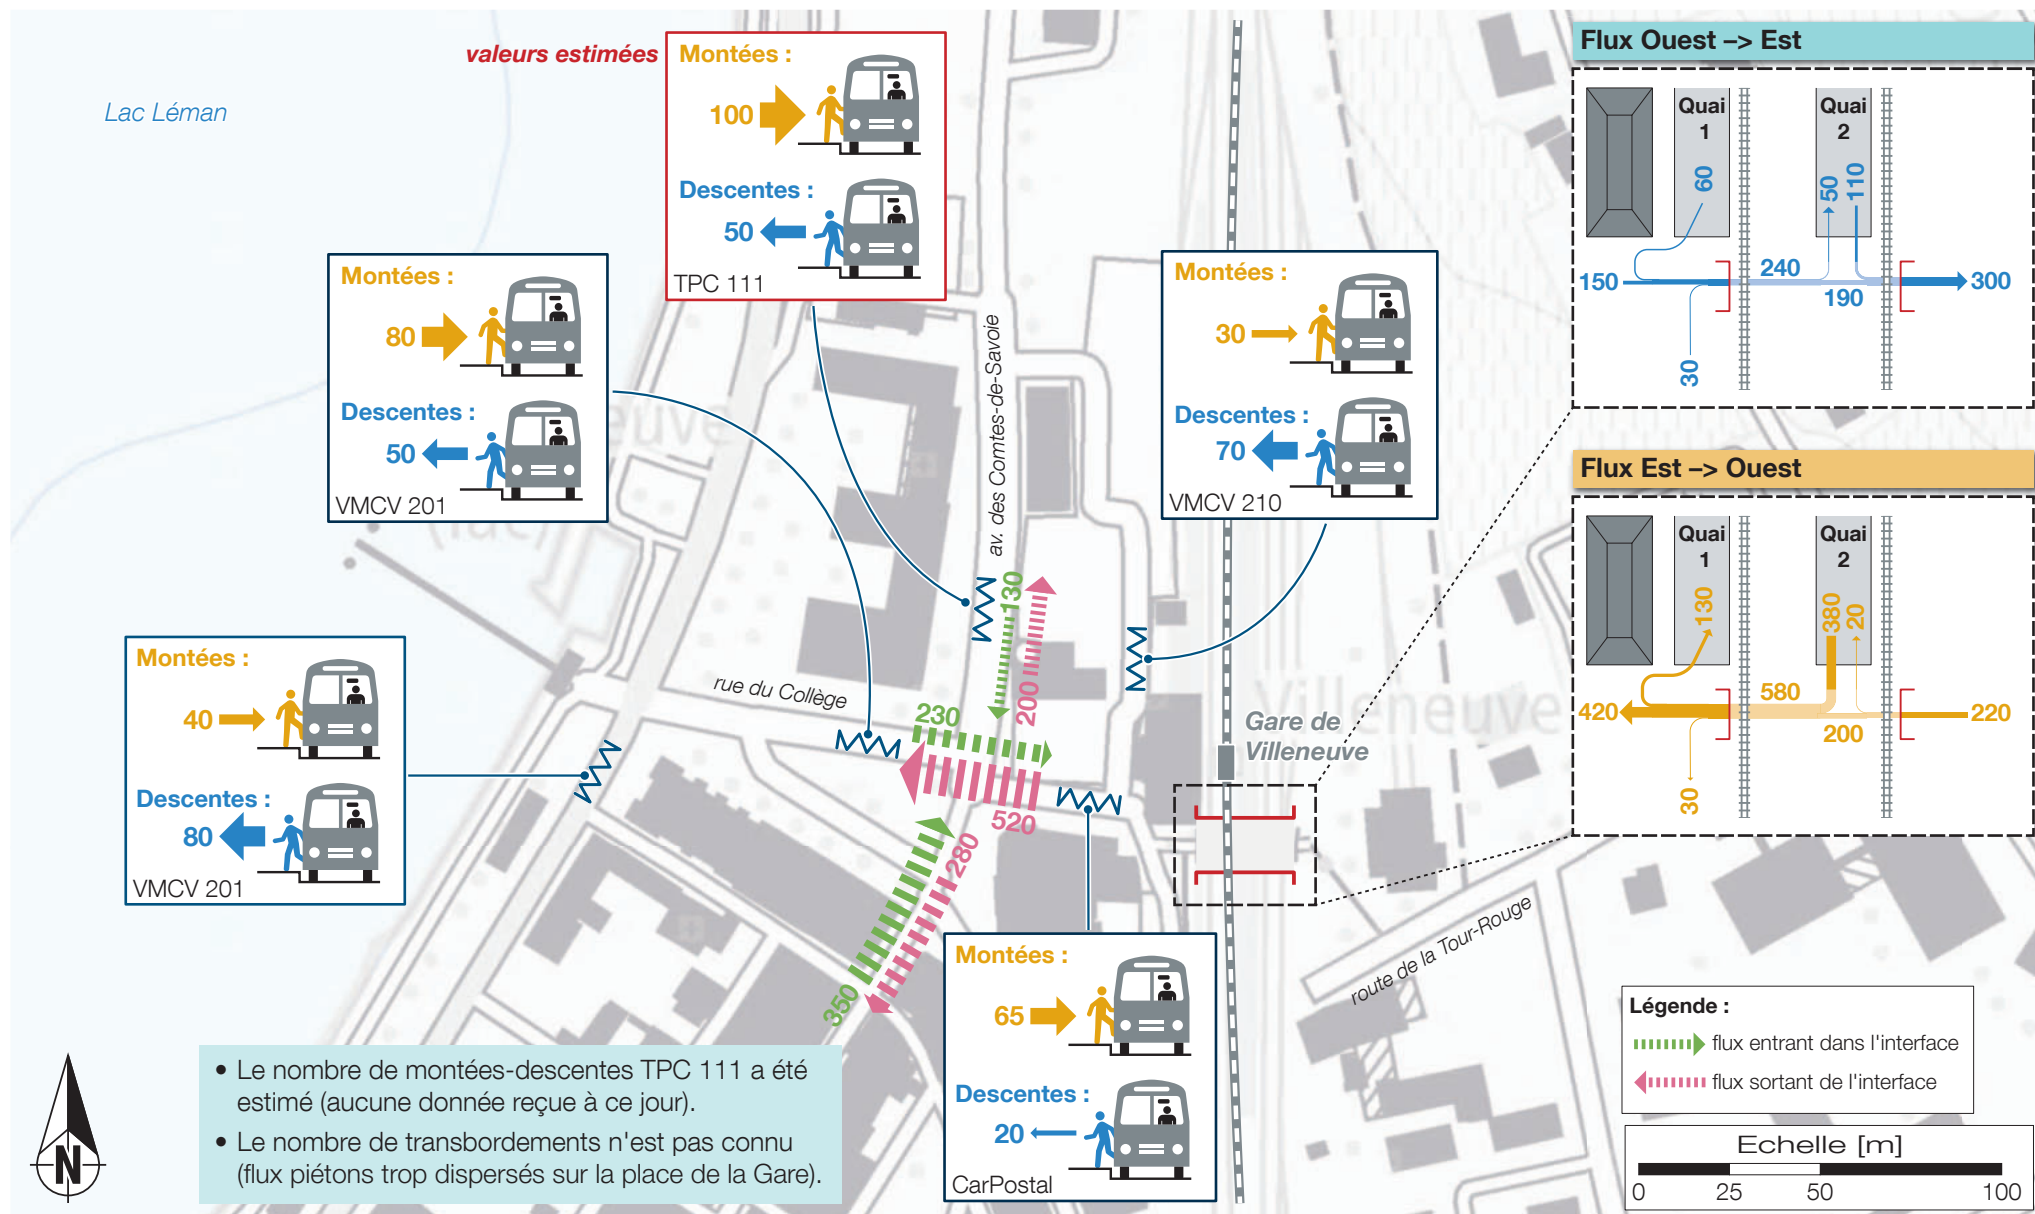 Lac Léman
valeurs estimées
Montées :
100
Descentes :
50
TPC 111
Montées :
80
Descentes :
50
VMCV 201
Montées :
30
Descentes :
70
VMCV 210
Montées :
40
Descentes :
80
VMCV 201
Montées :
65
Descentes :
20
CarPostal
av. des Comtes-de-Savoie
rue du Collège
130
200
230
520
280
350
Gare de
Villeneuve
Villeneuve
euve
(lac)
route de la Tour-Rouge
Flux Ouest –> Est
Quai
1
Quai
2
60
50
110
150
240
190
300
30
Flux Est –> Ouest
Quai
1
Quai
2
130
380
20
420
580
200
220
30
Légende :
flux entrant dans l'interface
flux sortant de l'interface
Echelle [m]
0 25 50 100
N
• Le nombre de montées-descentes TPC 111 a été
estimé (aucune donnée reçue à ce jour).
• Le nombre de transbordements n'est pas connu
(flux piétons trop dispersés sur la place de la Gare).